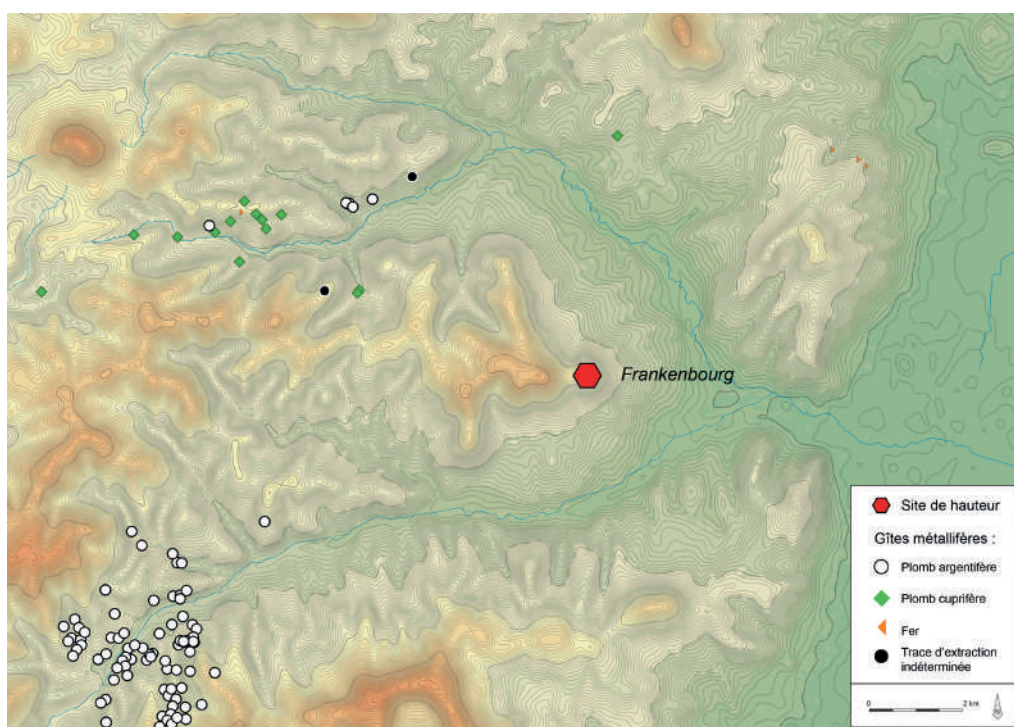 Frankenbourg
Site de hauteur
Gîtes métallifères :
Plomb argentifère
Plomb cuprifère
Fer
Trace d'extraction
indéterminée
0 2 km